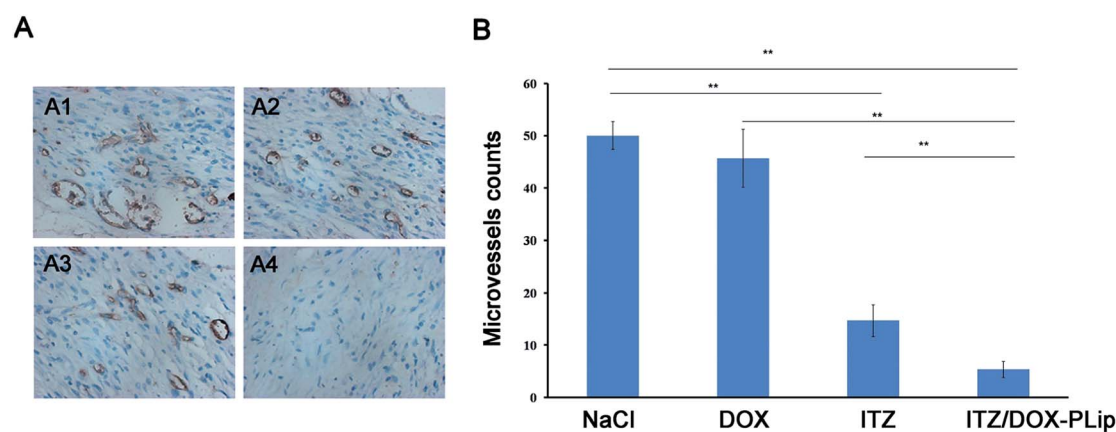 A
A1
A2
A3
A4
B
**
**
**
**
Microvessels counts
60
50
40
30
20
10
0
NaCl
DOX
ITZ
ITZ/DOX-PLip